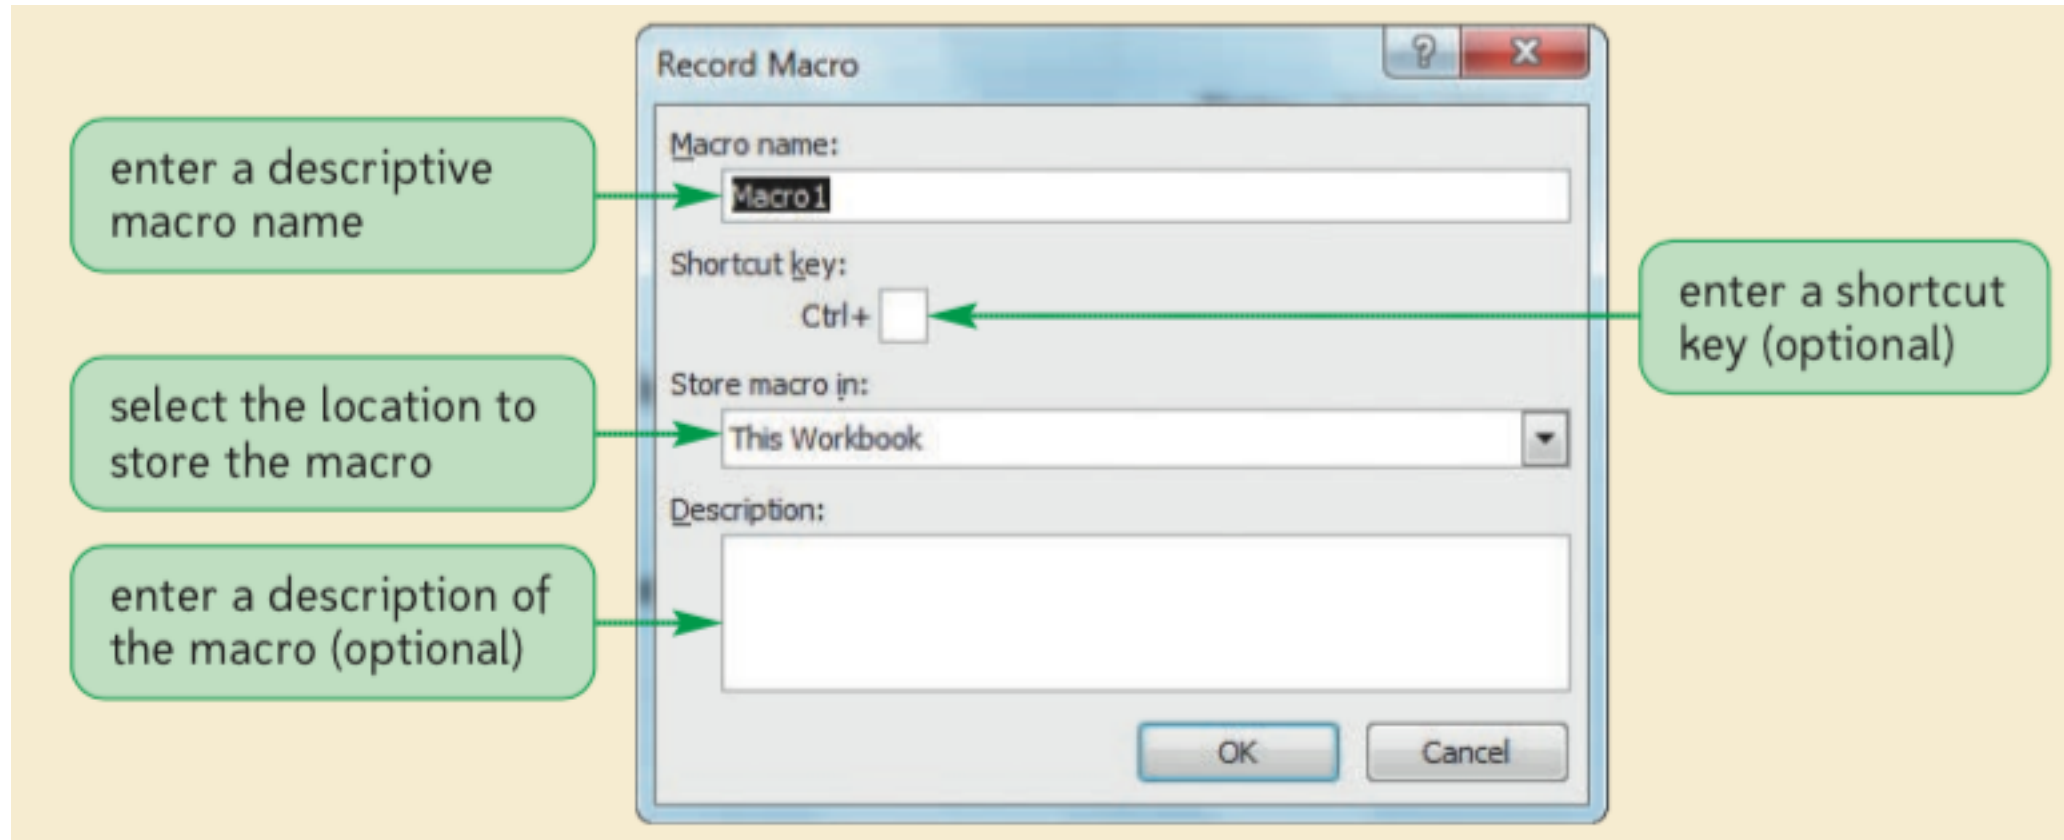 Record Macro
enter a descriptive
macro name
Macro name:
Macro1
Shortcut key:
Ctrl+
enter a shortcut
key (optional)
select the location to
store the macro
Store macro in:
This Workbook
enter a description of
the macro (optional)
Description:
OK
Cancel